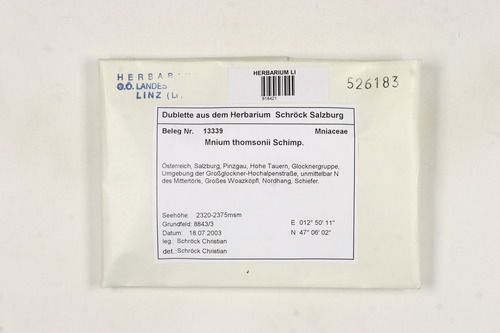 HERBARIUM LI
918421
HERBAR
O.Ö. LANDES
LINZ
526183
Dublette aus dem Herbarium Schröck Salzburg
Beleg Nr. 13339 Mniaceae
Mnium thomsonii Schimp.
Österreich, Salzburg, Pinzgau, Hohe Tauern, Glocknergruppe,
Umgebung der Großglockner-Hochalpenstraße, unmittelbar N
des Mittertörls, Großes Woazköpfl, Nordhang, Schiefer.
Seehöhe: 2320-2375msm
Grundfeld: 8843/3 E 012° 50' 11"
Datum: 18.07.2003 N 47° 06' 02"
leg.: Schröck Christian
det.: Schröck Christian